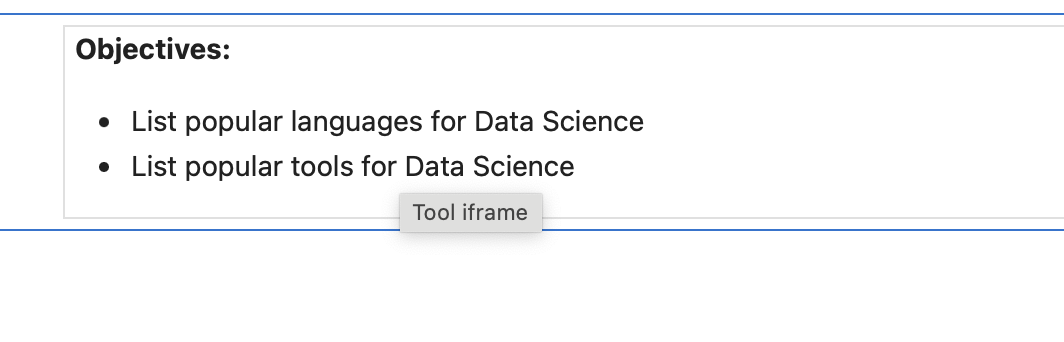 Objectives:
• List popular languages for Data Science
• List popular tools for Data Science
Tool iframe